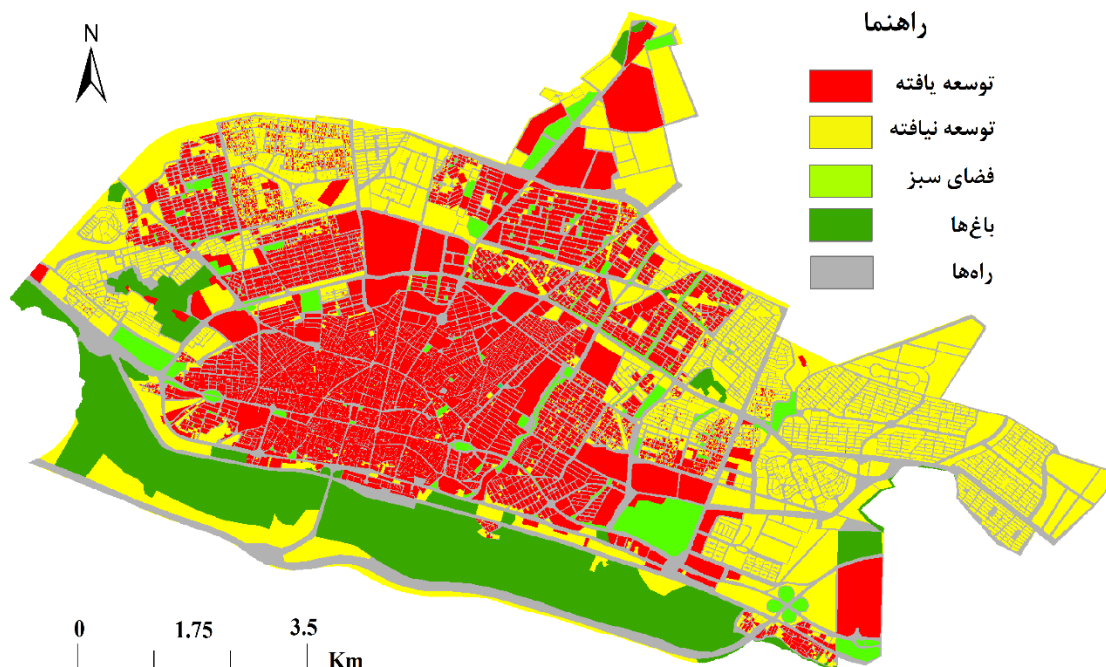 N
راهنما
توسعه یافته
توسعه نیافته
فضای سبز
باغ‌ها
راه‌ها
0 1.75 3.5
Km